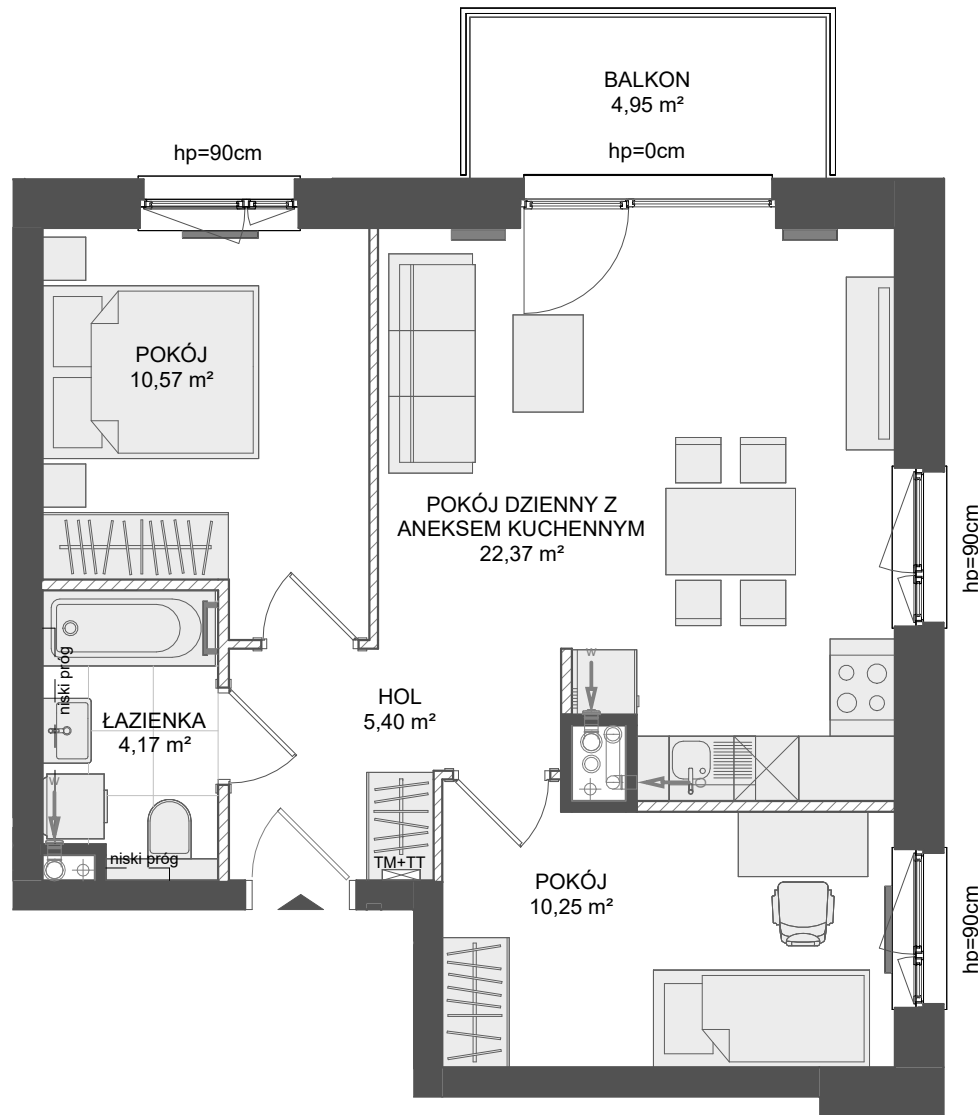 BALKON
4,95 m²
hp=90cm
hp=0cm
POKÓJ
10,57 m²
POKÓJ DZIENNY Z
ANEKSEM KUCHENNYM
22,37 m²
hp=90cm
niski próg
W
HOL
5,40 m²
ŁAZIENKA
4,17 m²
W
niski próg
TM+TT
POKÓJ
10,25 m²
hp=90cm